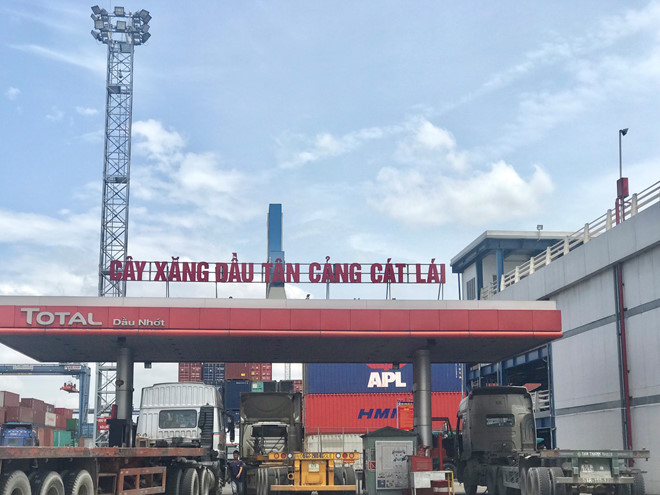 CÂY XĂNG DẦU TÂN CẢNG CÁT LÁI
TOTAL Dầu Nhớt
APL
HMM